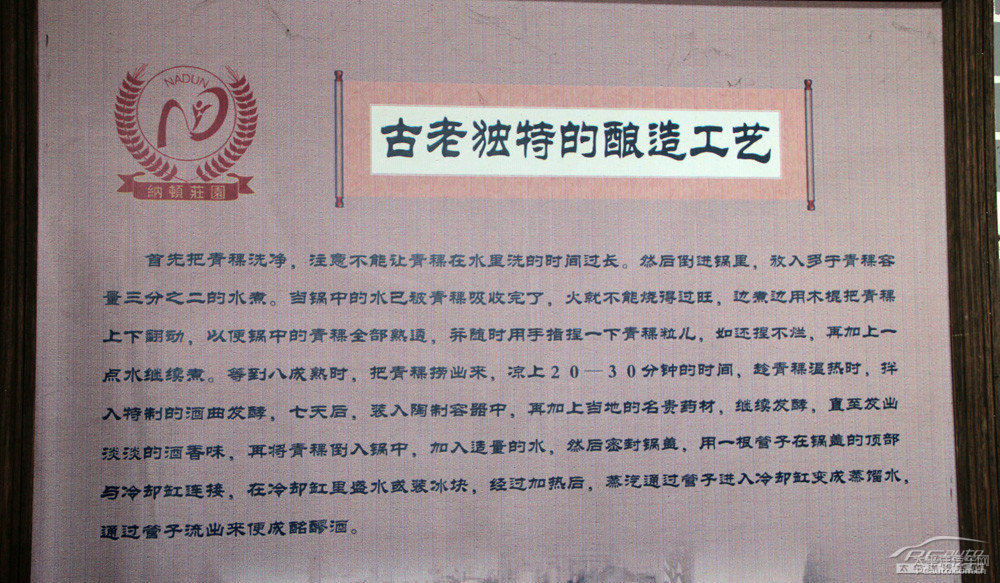 NADUN
納頓莊園
古老独特的酿造工艺
首先把青稞洗净，注意不能让青稞在水里洗的时间过长。然后倒进锅里，放入多于青稞容
量三分之二的水煮。当锅中的水已被青稞吸收完了，火就不能烧得过旺，边煮边用木棍把青稞
上下翻动，以便锅中的青稞全部熟透，并随时用手指捏一下青稞粒儿，如还捏不烂，再加上一
点水继续煮。等到八成熟时，把青稞捞出来，凉上20—30分钟的时间，趁青稞温热时，拌
入特制的酒曲发酵，七天后，装入陶制容器中，再加上当地的名贵药材，继续发酵，直至发出
淡淡的酒香味，再将青稞倒入锅中，加入适量的水，然后密封锅盖，用一根管子在锅盖的顶部
与冷却缸连接，在冷却缸里盛水或装冰块，经过加热后，蒸汽通过管子进入冷却缸变成蒸馏水，
通过管子流出来便成酩醪酒。
PCauto.com.cn